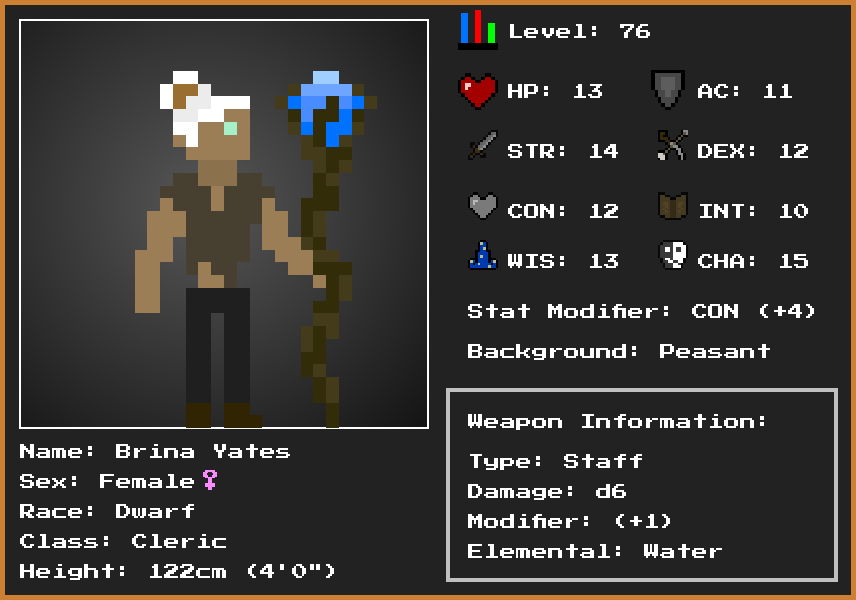 Level: 76
HP: 13 AC: 11
STR: 14 DEX: 12
CON: 12 INT: 10
WIS: 13 CHA: 15
Stat Modifier: CON (+4)
Background: Peasant
Weapon Information:
Type: Staff
Damage: d6
Modifier: (+1)
Elemental: Water
Name: Brina Yates
Sex: Female♀
Race: Dwarf
Class: Cleric
Height: 122cm (4'0")